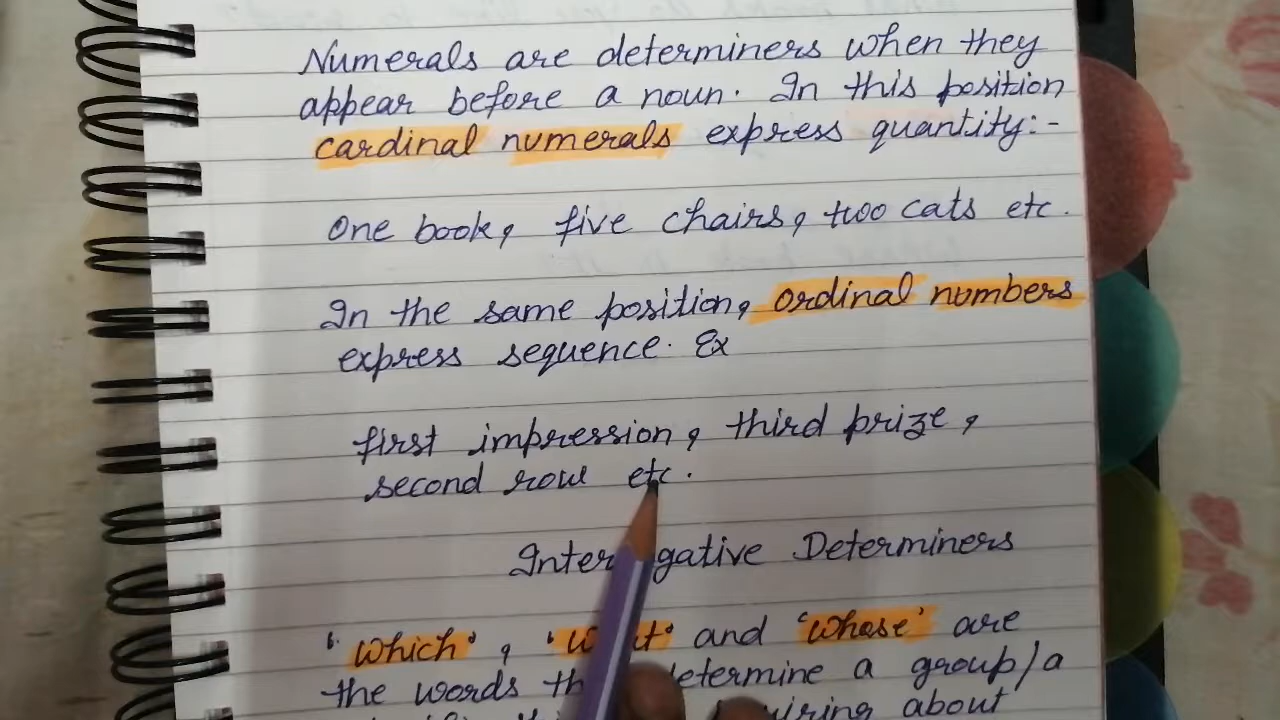 Numerals are determiners when they
appear before a noun. In this position
cardinal numerals express quantity:-
One book, five chairs, two cats etc.
In the same position, ordinal numbers
express sequence. Ex
first impression, third prize,
second row etc.
Determiners
'which', and 'whose' are
the words determine a group/a
about